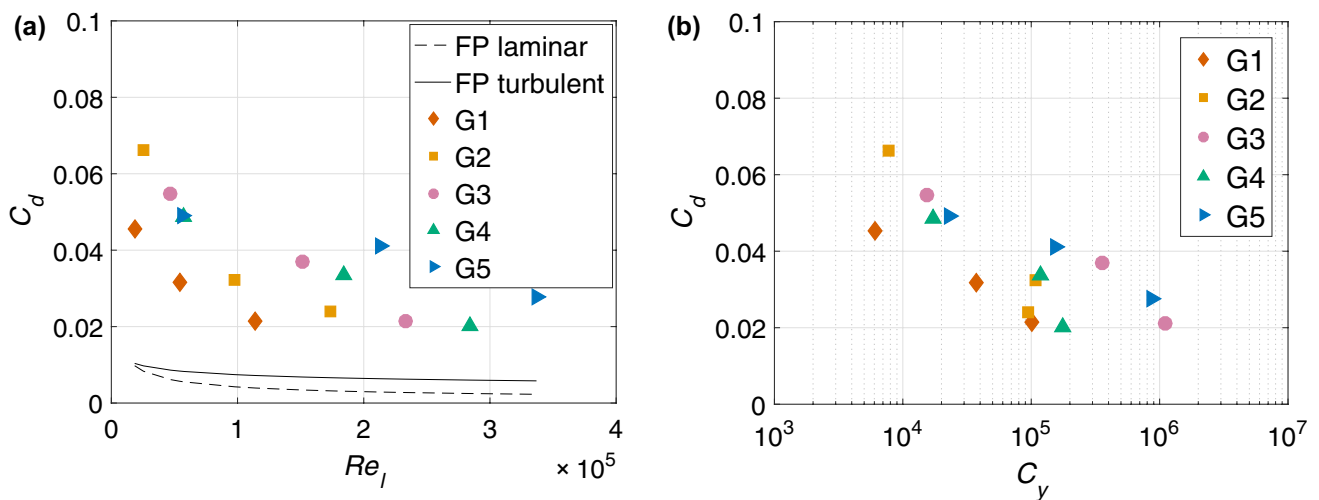 (a)
0.1
0.08
0.06
0.04
0.02
0
C_d
0
1
2
3
4
Re_l
× 10^5
FP laminar
FP turbulent
G1
G2
G3
G4
G5
(b)
0.1
0.08
0.06
0.04
0.02
0
C_d
10^3
10^4
10^5
10^6
10^7
C_y
G1
G2
G3
G4
G5